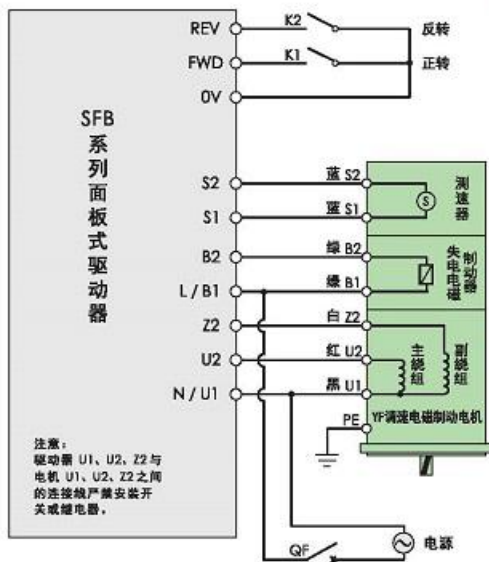 REV
K2
反转
FWD
K1
正转
0V
SFB
系列面板式驱动器
S2
蓝 S2
S1
蓝 S1
测速器
S
B2
绿 B2
L / B1
绿 B1
失电电磁
制动器
Z2
白 Z2
U2
红 U2
N / U1
黑 U1
主绕组
副绕组
PE
YF调速电磁制动电机
注意：
驱动器 U1、U2、Z2 与
电机 U1、U2、Z2 之间
的连接线严禁安装开
关或继电器。
QF
电源